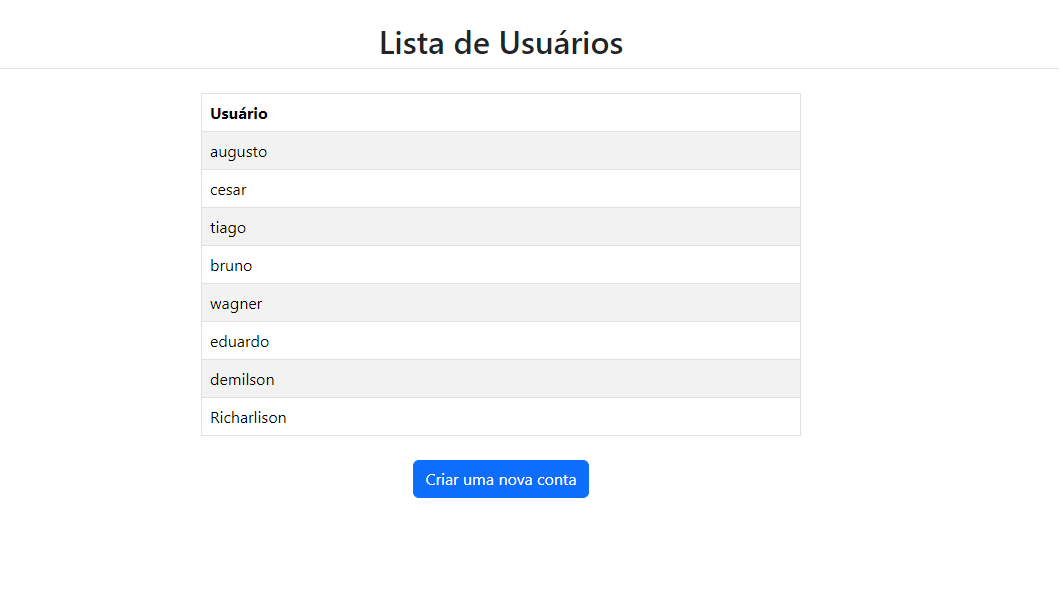 Lista de Usuários
Usuário
augusto
cesar
tiago
bruno
wagner
eduardo
demilson
Richarlison
Criar uma nova conta